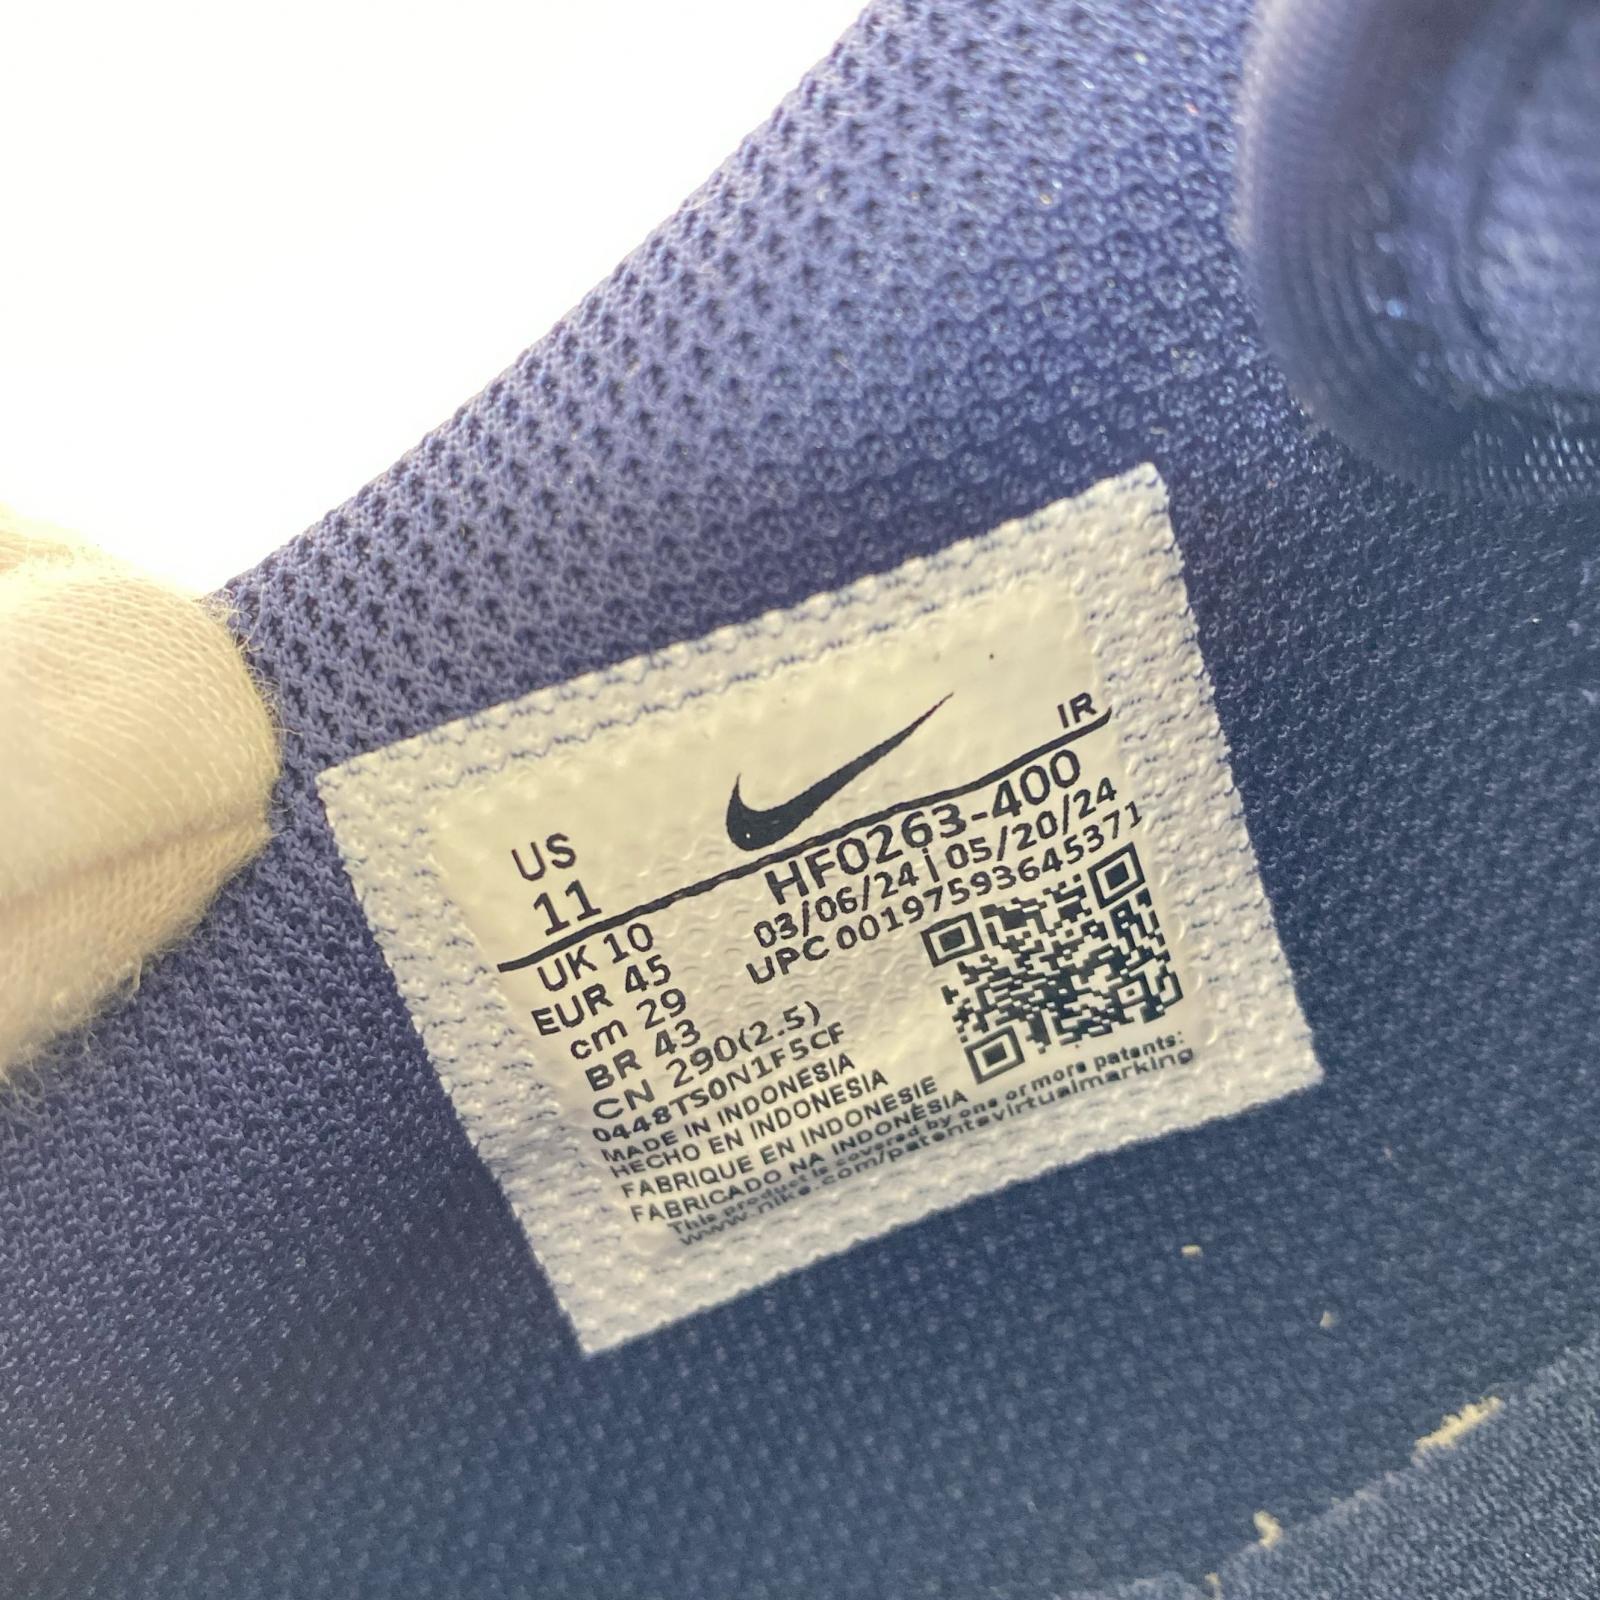 IR
US
11
HF0263-400
03/06/24 | 05/20/24
UPC 00197593645371
UK 10
EUR 45
cm 29
BR 43
CN 290(2.5)
0448TS0N1F5CF
MADE IN INDONESIA
HECHO EN INDONESIA
FABRIQUE EN INDONESIE
FABRICADO NA INDONÉSIA
This product is covered by one or more patents:
www.nike.com/patentsvirtualmarking